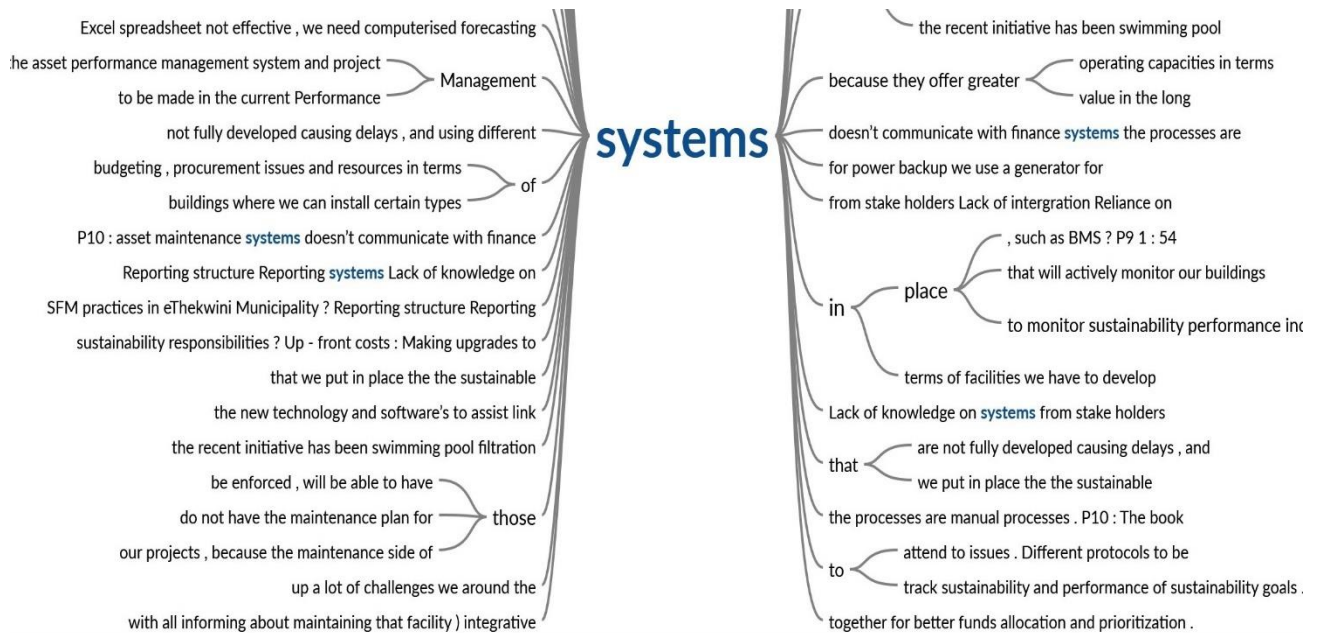 Excel spreadsheet not effective , we need computerised forecasting
he asset performance management system and project
to be made in the current Performance
Management
not fully developed causing delays , and using different
budgeting , procurement issues and resources in terms
buildings where we can install certain types
of
P10 : asset maintenance systems doesn't communicate with finance
Reporting structure Reporting systems Lack of knowledge on
SFM practices in eThekwini Municipality ? Reporting structure Reporting
sustainability responsibilities ? Up - front costs : Making upgrades to
that we put in place the the sustainable
the new technology and software's to assist link
the recent initiative has been swimming pool filtration
be enforced , will be able to have
do not have the maintenance plan for
our projects , because the maintenance side of
those
up a lot of challenges we around the
with all informing about maintaining that facility ) integrative
systems
the recent initiative has been swimming pool
because they offer greater
operating capacities in terms
value in the long
doesn't communicate with finance systems the processes are
for power backup we use a generator for
from stake holders Lack of intergration Reliance on
in
place
, such as BMS ? P9 1 : 54
that will actively monitor our buildings
to monitor sustainability performance inc
terms of facilities we have to develop
Lack of knowledge on systems from stake holders
that
are not fully developed causing delays , and
we put in place the the sustainable
the processes are manual processes . P10 : The book
to
attend to issues . Different protocols to be
track sustainability and performance of sustainability goals .
together for better funds allocation and prioritization .